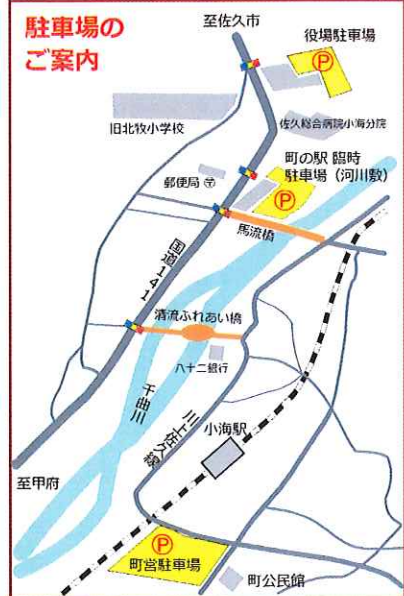 駐車場の
ご案内
至佐久市
役場駐車場
P
旧北牧小学校
佐久総合病院小海分院
町の駅 臨時
駐車場（河川敷）
P
郵便局 〒
馬流橋
国道141
清流ふれあい橋
八十二銀行
千曲川
川上佐久線
小海駅
至甲府
P
町営駐車場
町公民館